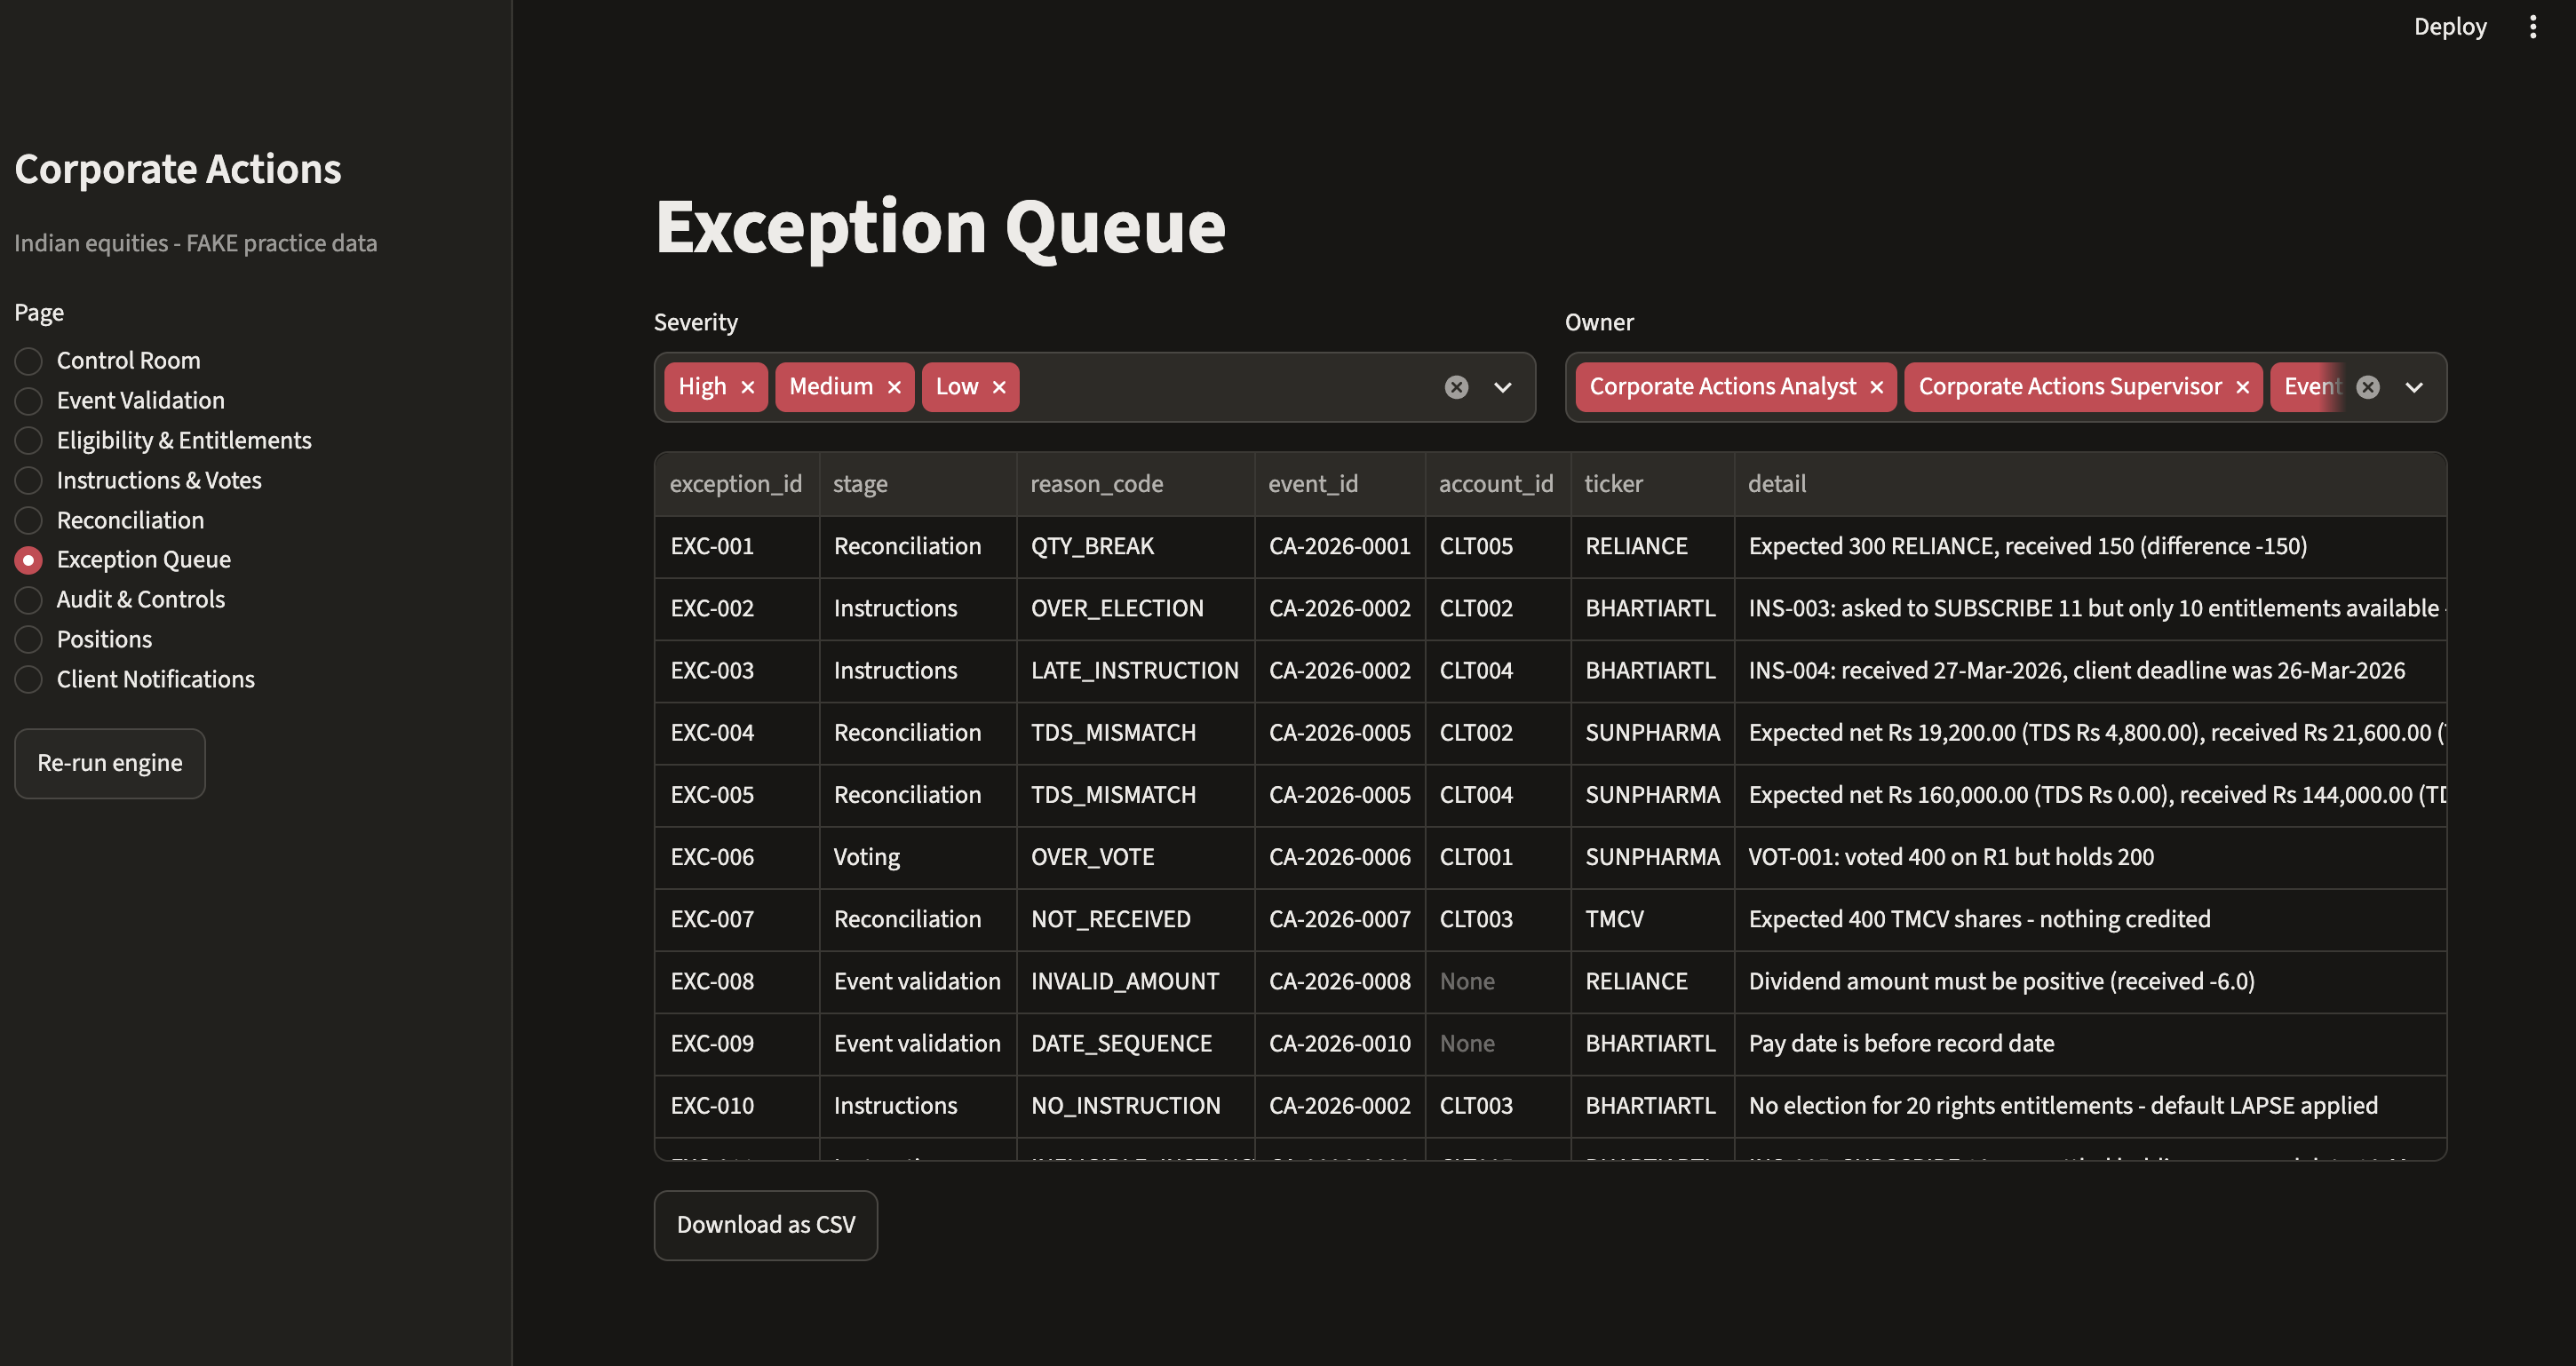 Deploy
Corporate Actions
Indian equities - FAKE practice data
Page
Control Room
Event Validation
Eligibility & Entitlements
Instructions & Votes
Reconciliation
Exception Queue
Audit & Controls
Positions
Client Notifications
Re-run engine
Exception Queue
Severity Owner
High Medium Low Corporate Actions Analyst Corporate Actions Supervisor Event
exception_id stage reason_code event_id account_id ticker detail
EXC-001 Reconciliation QTY_BREAK CA-2026-0001 CLT005 RELIANCE Expected 300 RELIANCE, received 150 (difference -150)
EXC-002 Instructions OVER_ELECTION CA-2026-0002 CLT002 BHARTIARTL INS-003: asked to SUBSCRIBE 11 but only 10 entitlements available
EXC-003 Instructions LATE_INSTRUCTION CA-2026-0002 CLT004 BHARTIARTL INS-004: received 27-Mar-2026, client deadline was 26-Mar-2026
EXC-004 Reconciliation TDS_MISMATCH CA-2026-0005 CLT002 SUNPHARMA Expected net Rs 19,200.00 (TDS Rs 4,800.00), received Rs 21,600.00 (
EXC-005 Reconciliation TDS_MISMATCH CA-2026-0005 CLT004 SUNPHARMA Expected net Rs 160,000.00 (TDS Rs 0.00), received Rs 144,000.00 (
EXC-006 Voting OVER_VOTE CA-2026-0006 CLT001 SUNPHARMA VOT-001: voted 400 on R1 but holds 200
EXC-007 Reconciliation NOT_RECEIVED CA-2026-0007 CLT003 TMCV Expected 400 TMCV shares - nothing credited
EXC-008 Event validation INVALID_AMOUNT CA-2026-0008 None RELIANCE Dividend amount must be positive (received -6.0)
EXC-009 Event validation DATE_SEQUENCE CA-2026-0010 None BHARTIARTL Pay date is before record date
EXC-010 Instructions NO_INSTRUCTION CA-2026-0002 CLT003 BHARTIARTL No election for 20 rights entitlements - default LAPSE applied
Download as CSV